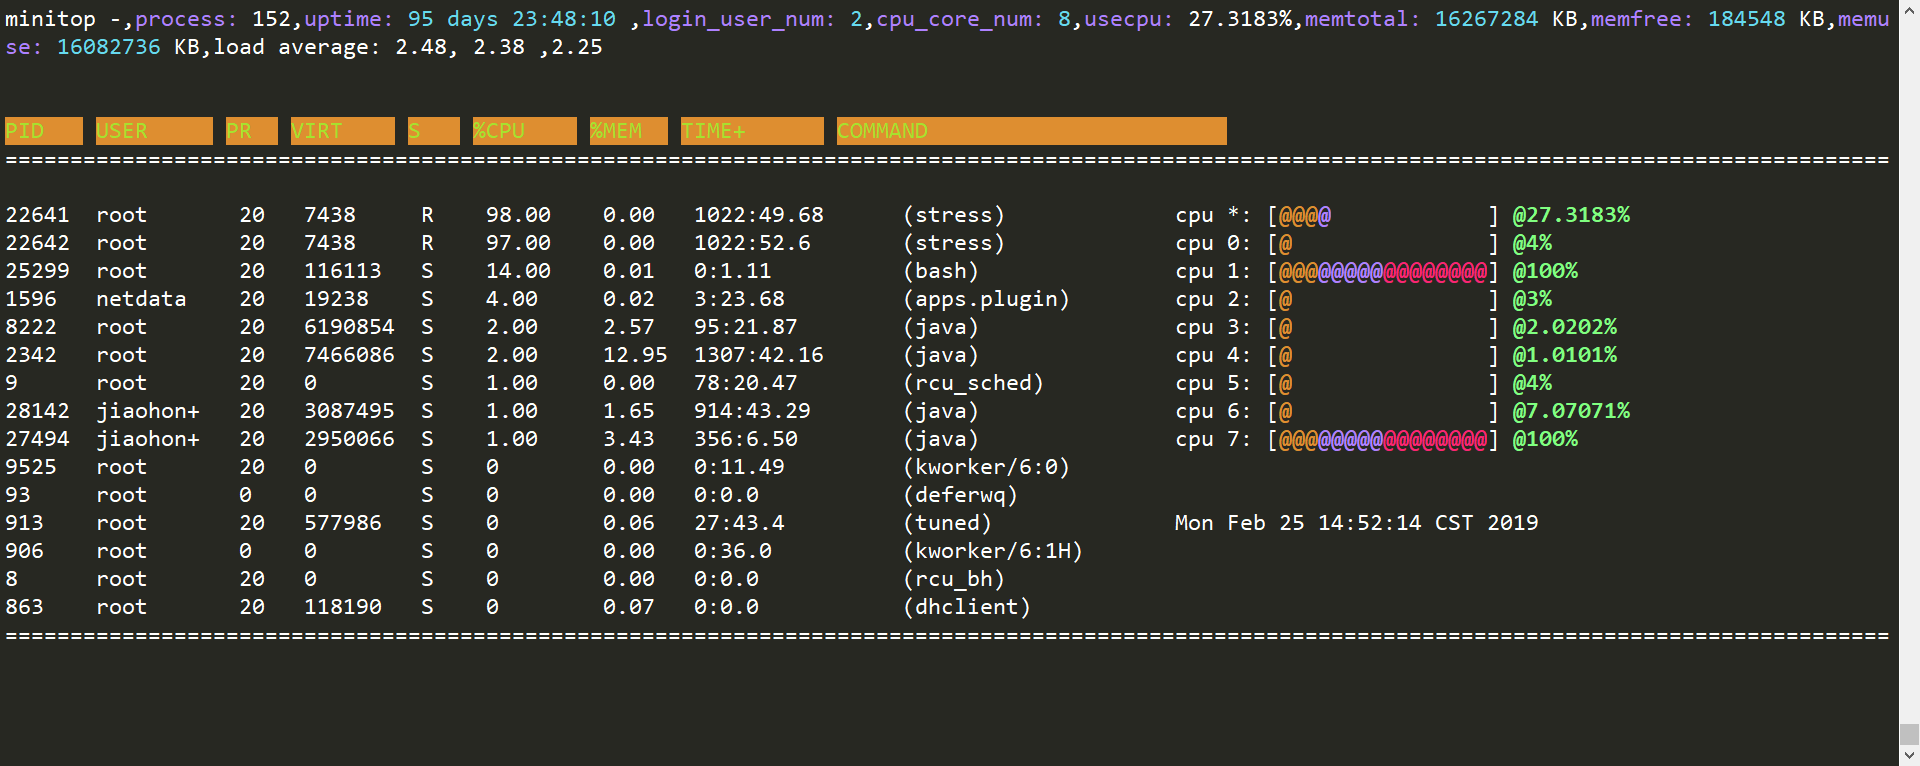 minitop -,process: 152,uptime: 95 days 23:48:10 ,login_user_num: 2,cpu_core_num: 8,usecpu: 27.3183%,memtotal: 16267284 KB,memfree: 184548 KB,memu
se: 16082736 KB,load average: 2.48, 2.38 ,2.25
PID USER PR VIRT S %CPU %MEM TIME+ COMMAND
=================================================================================================================================================
22641 root 20 7438 R 98.00 0.00 1022:49.68 (stress) cpu *: [@@@@ ] @27.3183%
22642 root 20 7438 R 97.00 0.00 1022:52.6 (stress) cpu 0: [@ ] @4%
25299 root 20 116113 S 14.00 0.01 0:1.11 (bash) cpu 1: [@@@@@@@@@@@@@@@@] @100%
1596 netdata 20 19238 S 4.00 0.02 3:23.68 (apps.plugin) cpu 2: [@ ] @3%
8222 root 20 6190854 S 2.00 2.57 95:21.87 (java) cpu 3: [@ ] @2.0202%
2342 root 20 7466086 S 2.00 12.95 1307:42.16 (java) cpu 4: [@ ] @1.0101%
9 root 20 0 S 1.00 0.00 78:20.47 (rcu_sched) cpu 5: [@ ] @4%
28142 jiaohon+ 20 3087495 S 1.00 1.65 914:43.29 (java) cpu 6: [@ ] @7.07071%
27494 jiaohon+ 20 2950066 S 1.00 3.43 356:6.50 (java) cpu 7: [@@@@@@@@@@@@@@@@] @100%
9525 root 20 0 S 0 0.00 0:11.49 (kworker/6:0)
93 root 0 0 S 0 0.00 0:0.0 (deferwq)
913 root 20 577986 S 0 0.06 27:43.4 (tuned) Mon Feb 25 14:52:14 CST 2019
906 root 0 0 S 0 0.00 0:36.0 (kworker/6:1H)
8 root 20 0 S 0 0.00 0:0.0 (rcu_bh)
863 root 20 118190 S 0 0.07 0:0.0 (dhclient)
=================================================================================================================================================